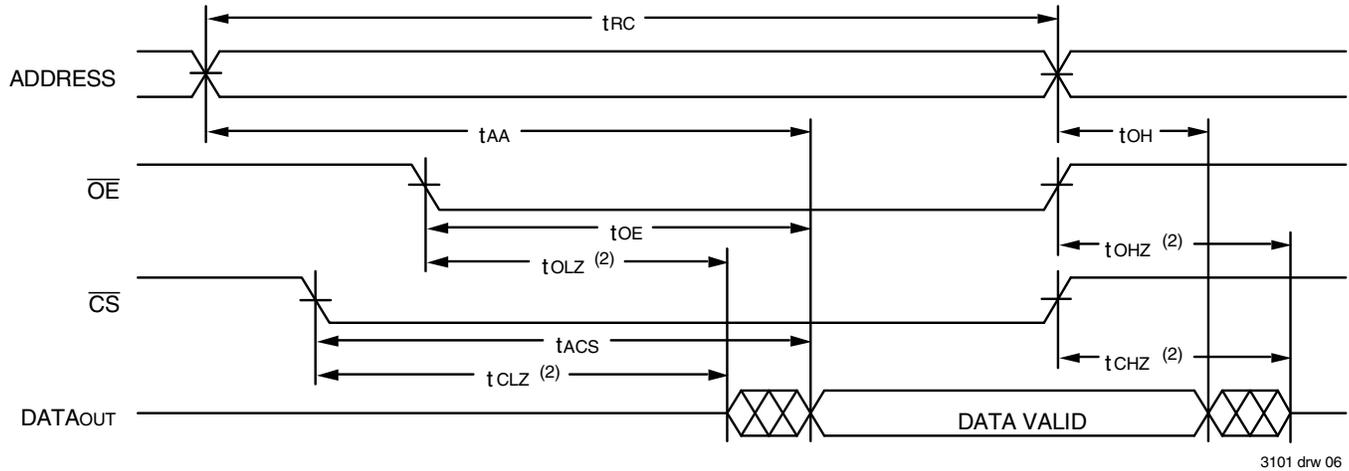 tRC
ADDRESS
tAA
tOH
OE
tOE
tOHZ (2)
tOLZ (2)
CS
tACS
tCHZ (2)
tCLZ (2)
DATAOUT
DATA VALID
3101 drw 06